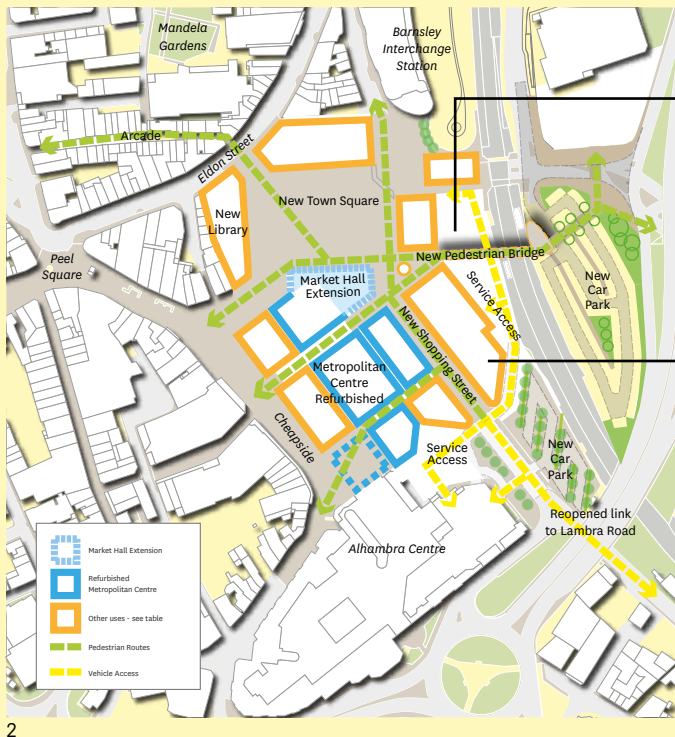 Mandela
Gardens
Barnsley
Interchange
Station
Arcade
Eldon Street
New Town Square
New
Library
Peel
Square
New Pedestrian Bridge
Market Hall
Extension
Service Access
New
Car
Park
New Shopping Street
Metropolitan
Centre
Refurbished
Cheapside
Service
Access
New
Car
Park
Reopened link
to Lambra Road
Alhambra Centre
Market Hall Extension
Refurbished
Metropolitan Centre
Other uses - see table
Pedestrian Routes
Vehicle Access
2